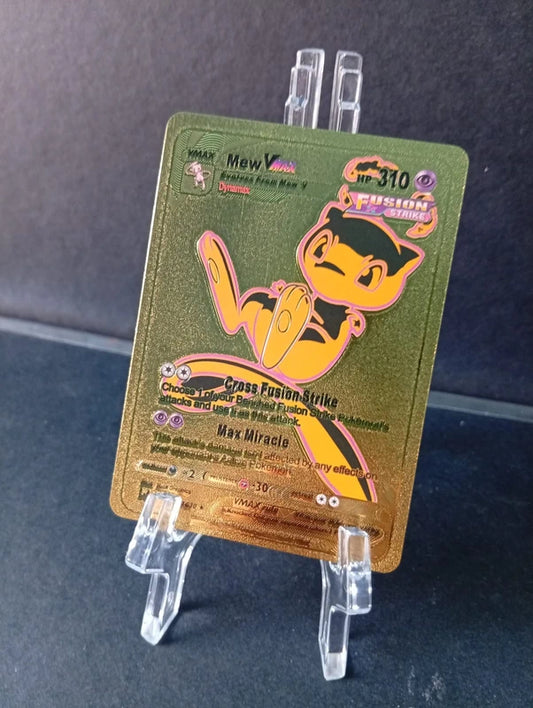 VMAX
Mew VMAX
Evolves from Mew V
Dynamax
HP 310
FUSION
STRIKE
Cross Fusion Strike
Choose 1 of your Benched Fusion Strike Pokémon's
attacks and use it as this attack.
Max Miracle
This attack's damage isn't affected by any effects on
your opponent's Active Pokémon.
×2
-30
VMAX rule